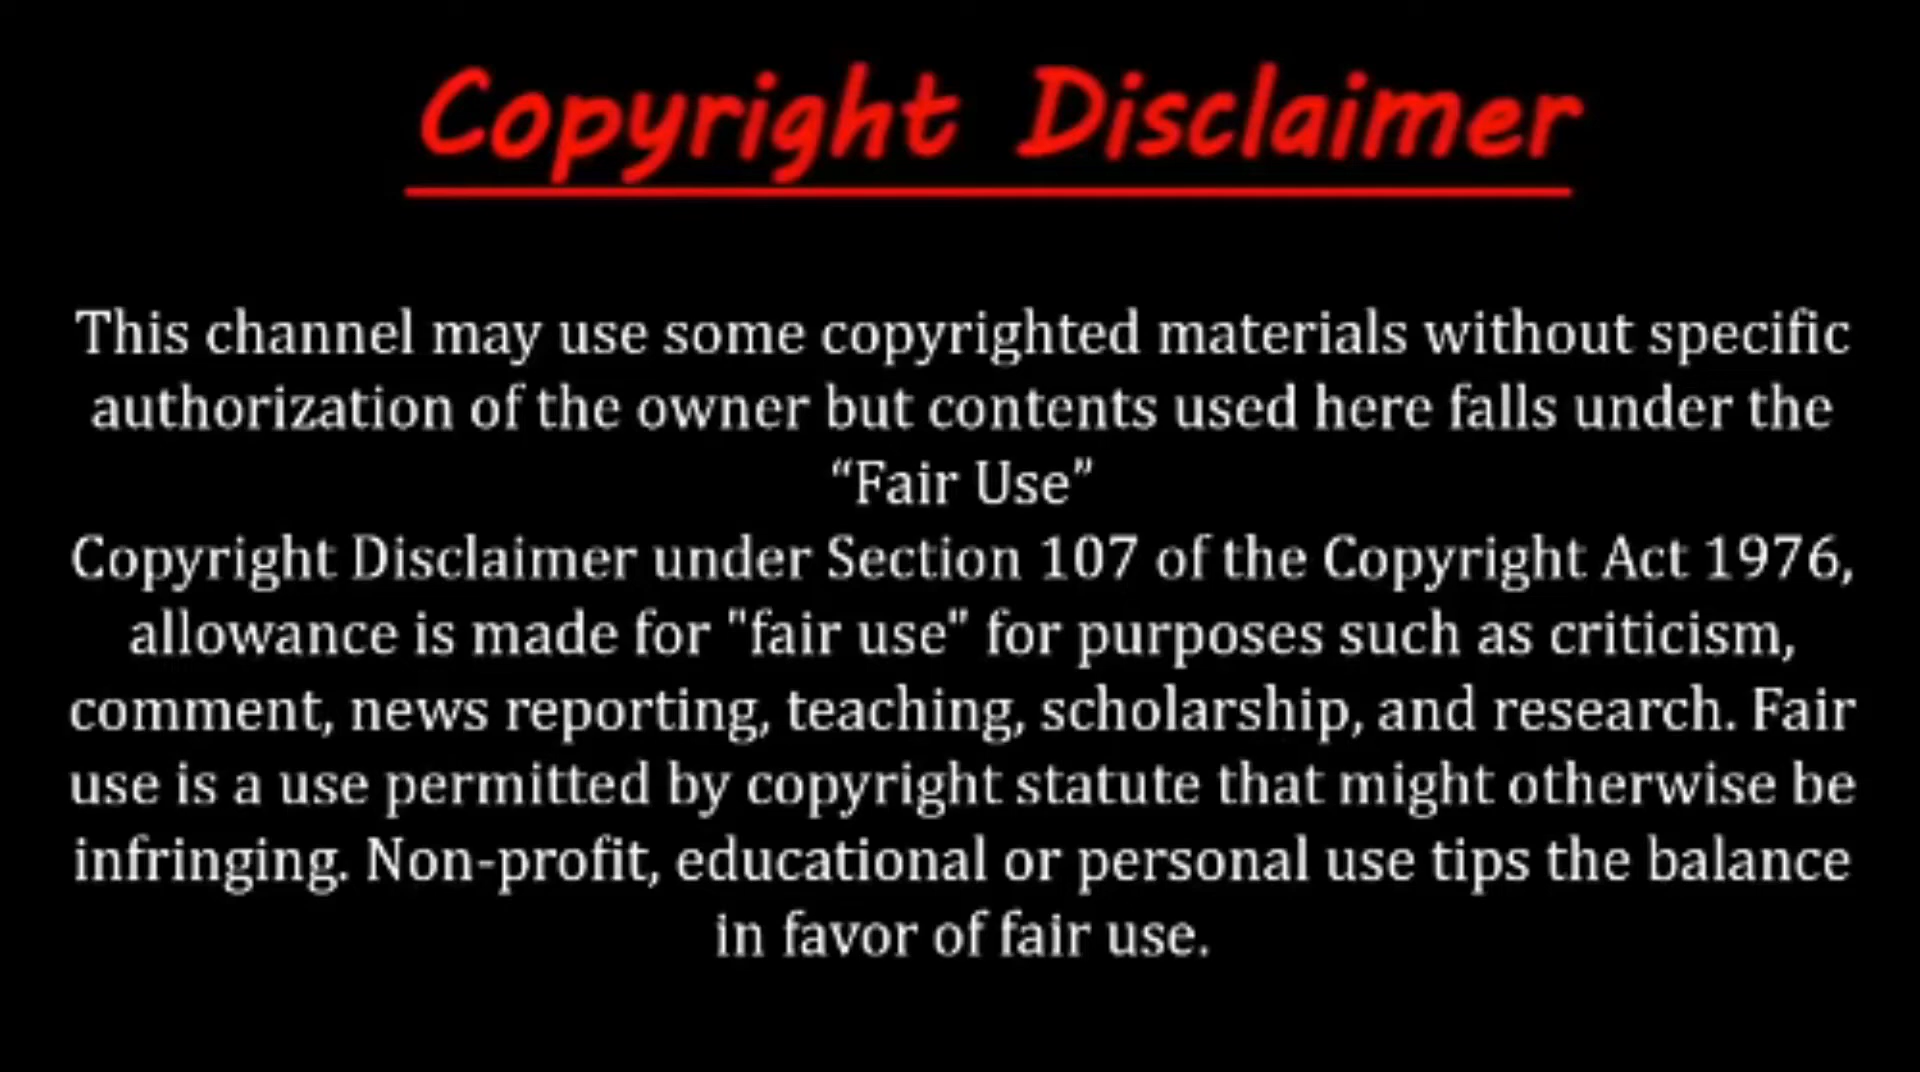 Copyright Disclaimer
This channel may use some copyrighted materials without specific
authorization of the owner but contents used here falls under the
“Fair Use”
Copyright Disclaimer under Section 107 of the Copyright Act 1976,
allowance is made for "fair use" for purposes such as criticism,
comment, news reporting, teaching, scholarship, and research. Fair
use is a use permitted by copyright statute that might otherwise be
infringing. Non-profit, educational or personal use tips the balance
in favor of fair use.